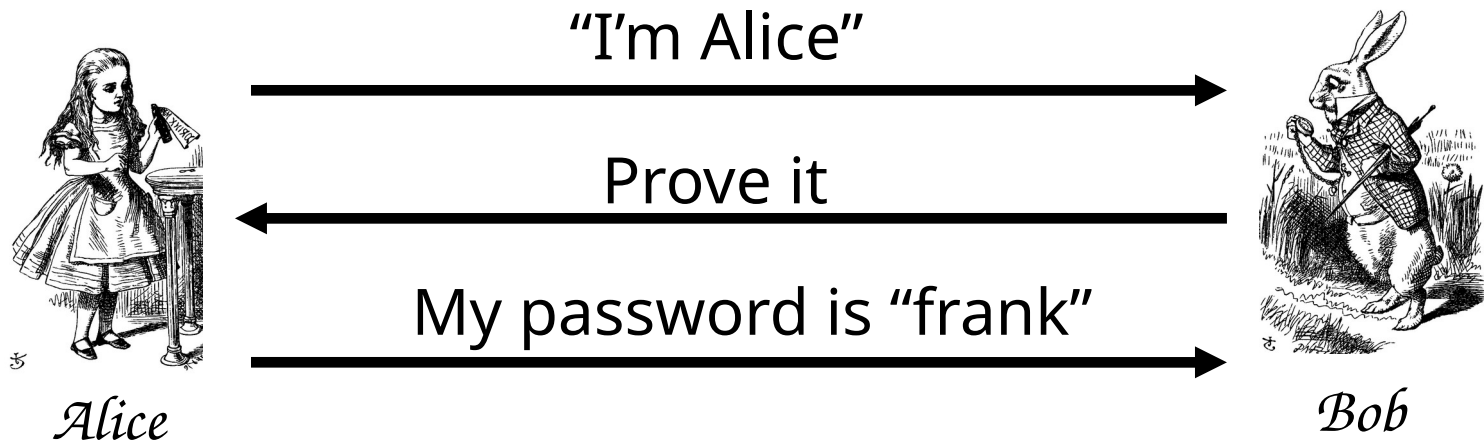 “I’m Alice”
Prove it
My password is “frank”
Alice
Bob